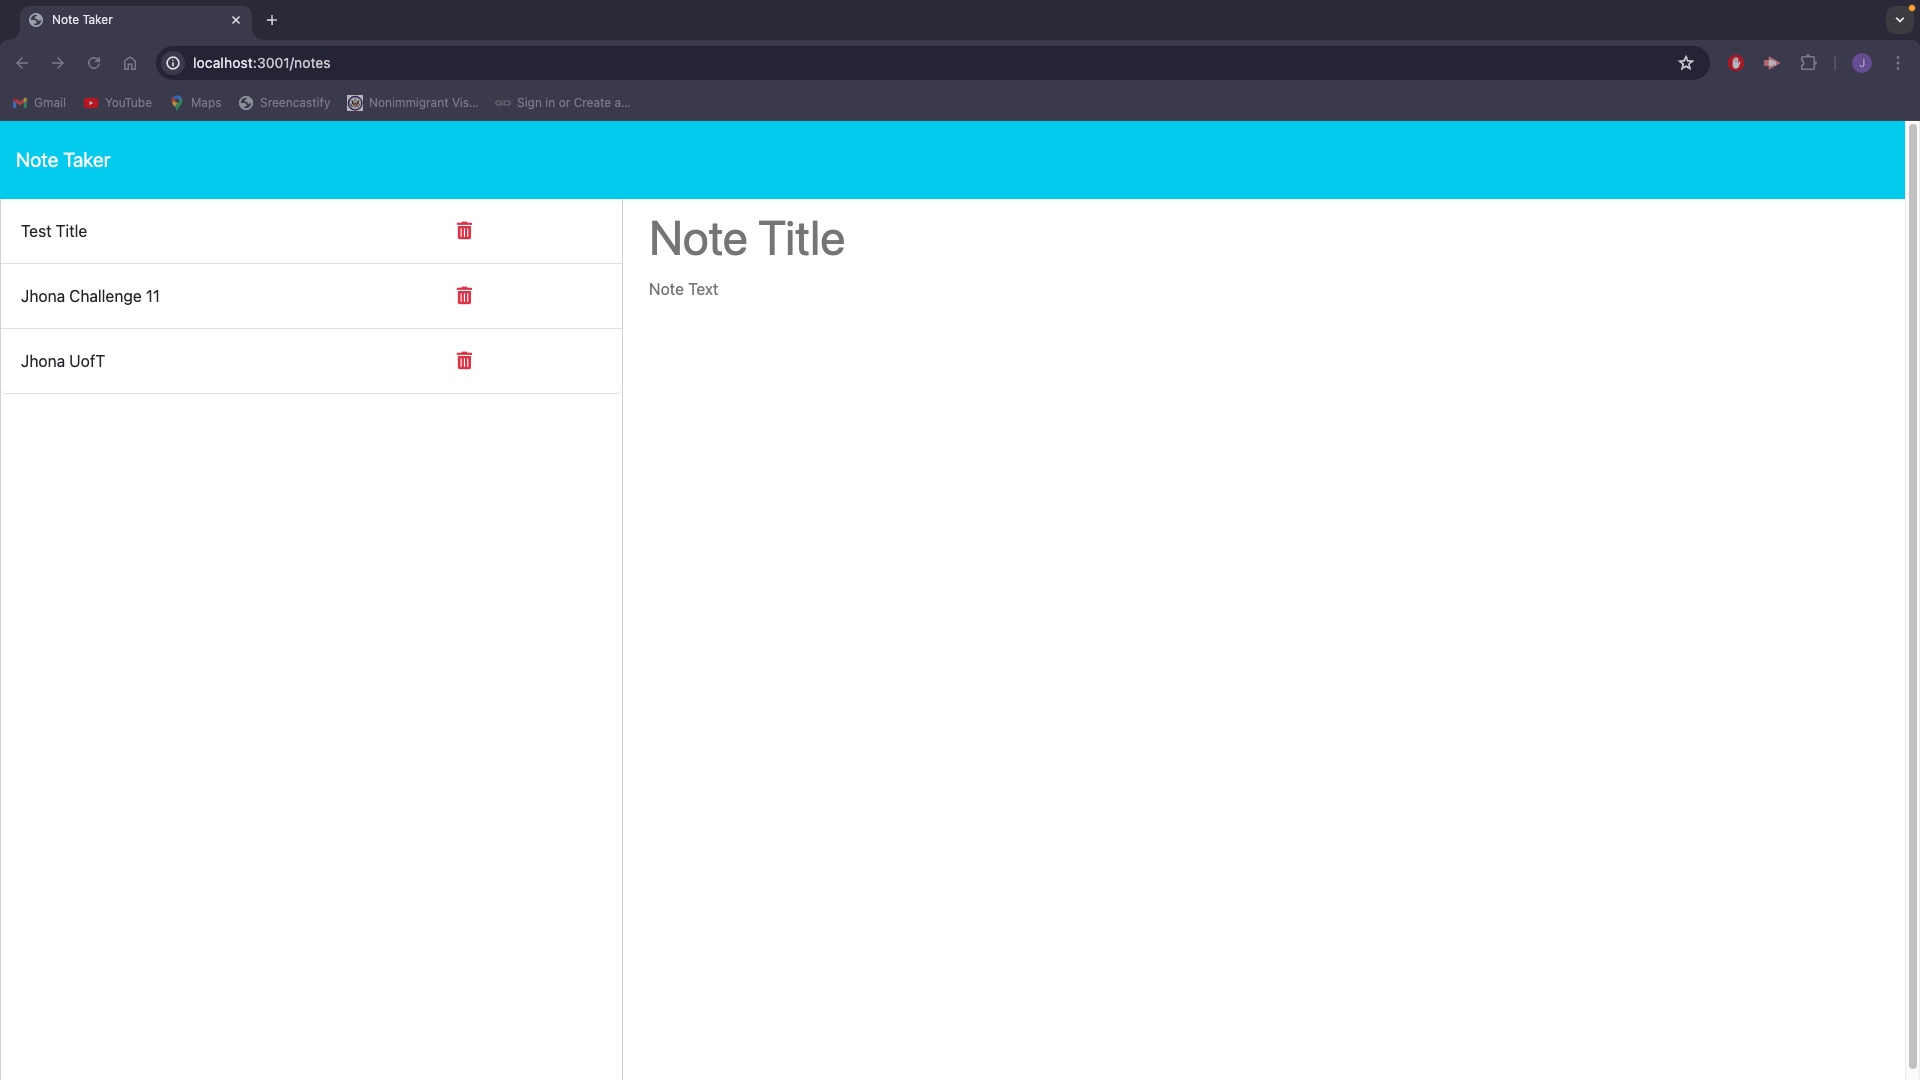 Note Taker
localhost:3001/notes
J
Gmail YouTube Maps Sreencastify Nonimmigrant Vis... Sign in or Create a...
Note Taker
Test Title
Jhona Challenge 11
Jhona UofT
Note Title
Note Text